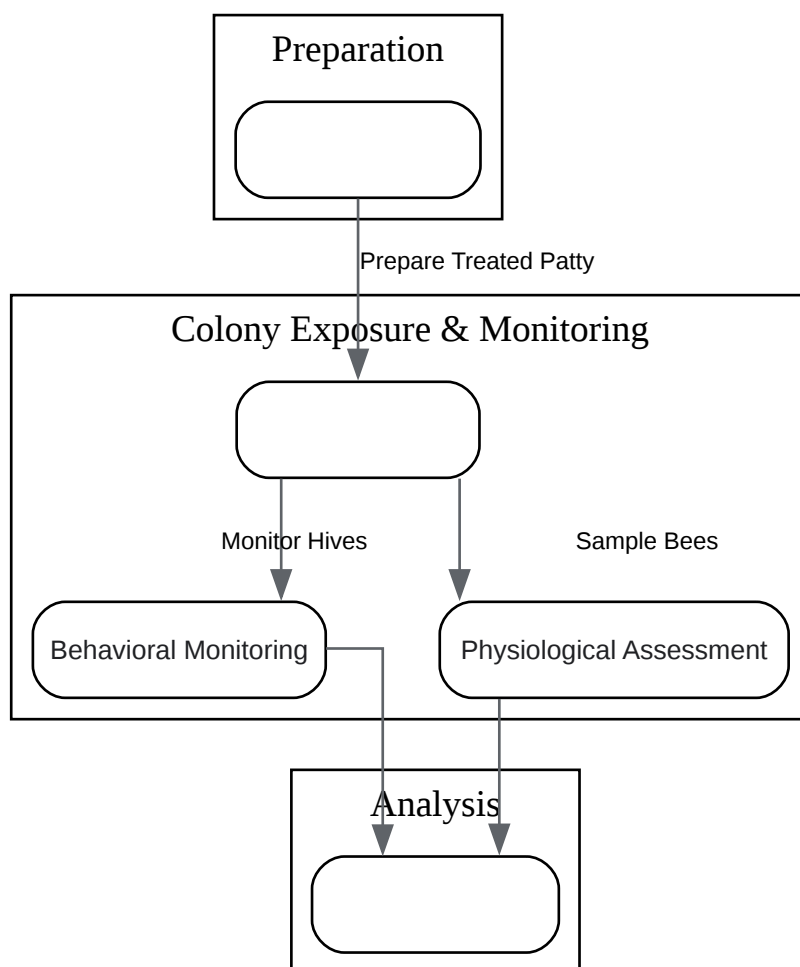 Preparation
Prepare Treated Patty
Colony Exposure & Monitoring
Monitor Hives
Sample Bees
Behavioral Monitoring
Physiological Assessment
Analysis